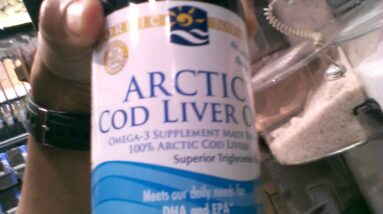 ARCTIC
COD LIVER
OMEGA-3 SUPPLEMENT MADE
100% ARCTIC COD LIVERS
Superior Triglyceride
Meets our daily needs for
DHA and EPA*